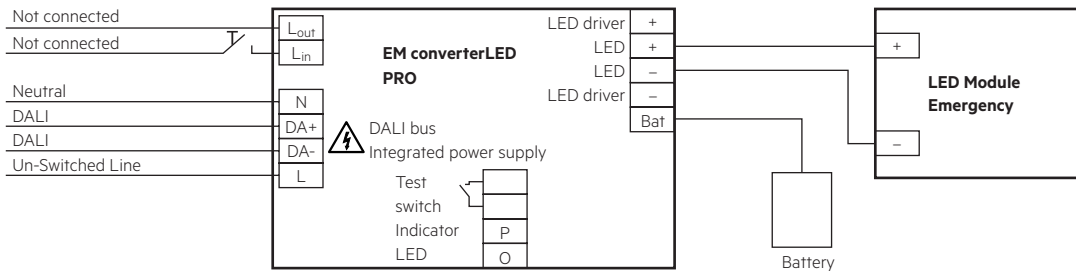 Not connected
Not connected
Neutral
DALI
DALI
Un-Switched Line
Lout
Lin
N
DA+
DA-
L
EM converterLED
PRO
DALI bus
Integrated power supply
Test
switch
Indicator
LED
P
O
LED driver +
LED +
LED –
LED driver –
Bat
+
–
LED Module
Emergency
Battery